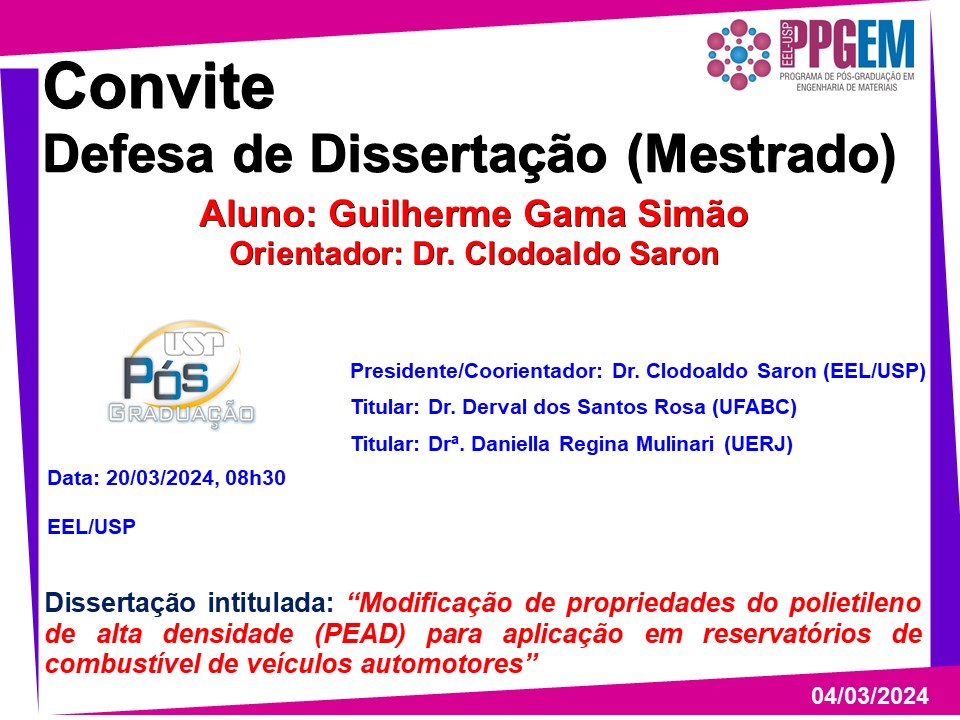 EEL-USP
PPGEM
PROGRAMA DE PÓS-GRADUAÇÃO EM
ENGENHARIA DE MATERIAIS
Convite
Defesa de Dissertação (Mestrado)
Aluno: Guilherme Gama Simão
Orientador: Dr. Clodoaldo Saron
USP
Pós
GRADUAÇÃO
Presidente/Coorientador: Dr. Clodoaldo Saron (EEL/USP)
Titular: Dr. Derval dos Santos Rosa (UFABC)
Titular: Drª. Daniella Regina Mulinari (UERJ)
Data: 20/03/2024, 08h30
EEL/USP
Dissertação intitulada: “Modificação de propriedades do polietileno
de alta densidade (PEAD) para aplicação em reservatórios de
combustível de veículos automotores”
04/03/2024